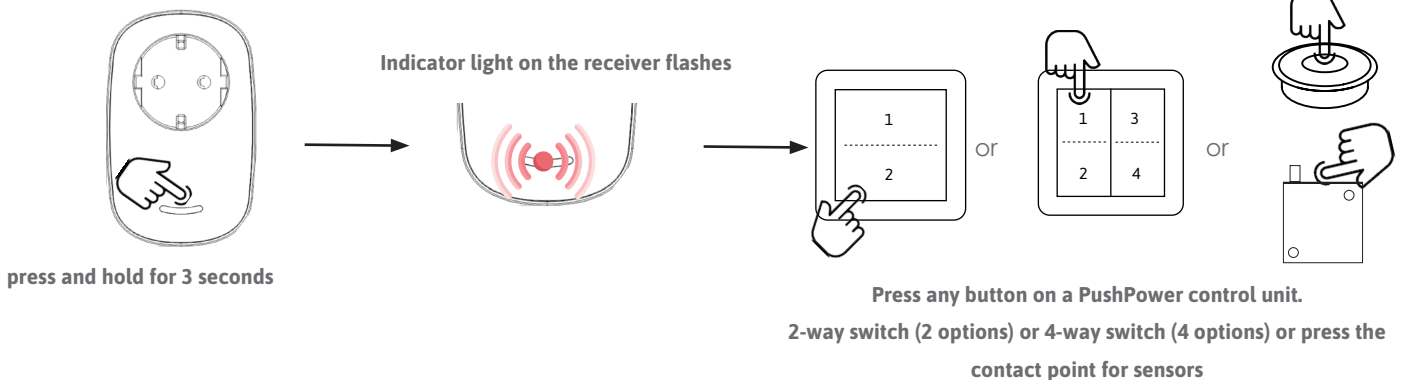 Indicator light on the receiver flashes
press and hold for 3 seconds
1
2
or
1 3
2 4
or
Press any button on a PushPower control unit.
2-way switch (2 options) or 4-way switch (4 options) or press the
contact point for sensors